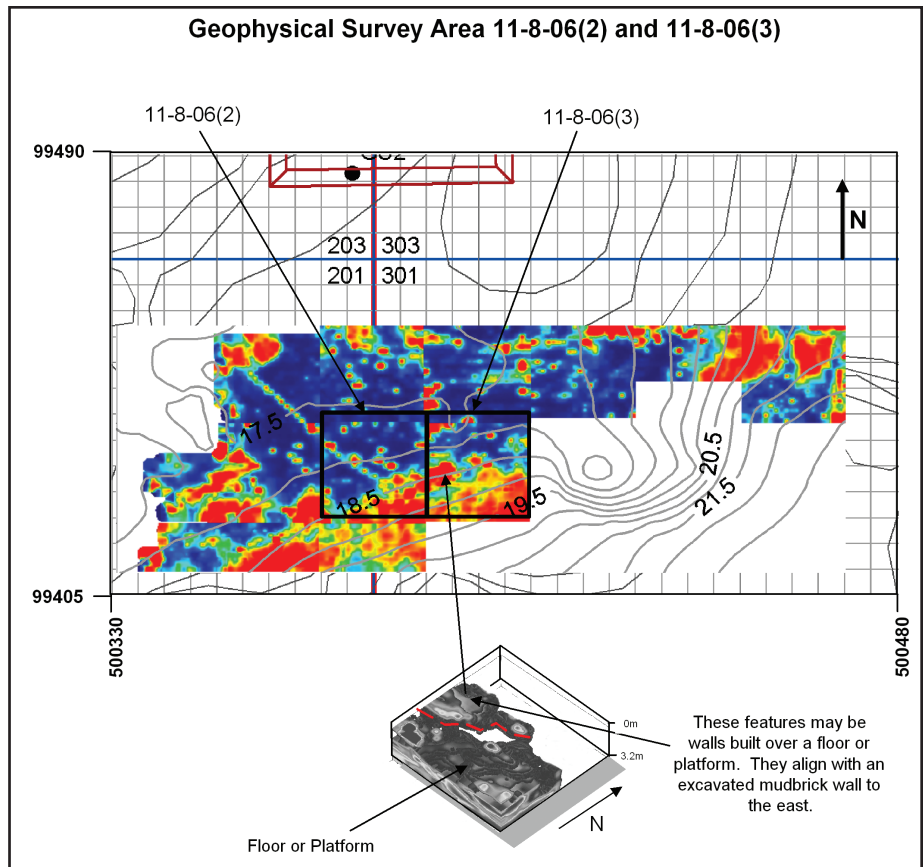 Geophysical Survey Area 11-8-06(2) and 11-8-06(3)
11-8-06(2)
11-8-06(3)
99490
N
203 303
201 301
17.5
20.5
18.5
19.5
21.5
99405
500330
500480
0m
3.2m
These features may be
walls built over a floor or
platform. They align with an
excavated mudbrick wall to
the east.
N
Floor or Platform